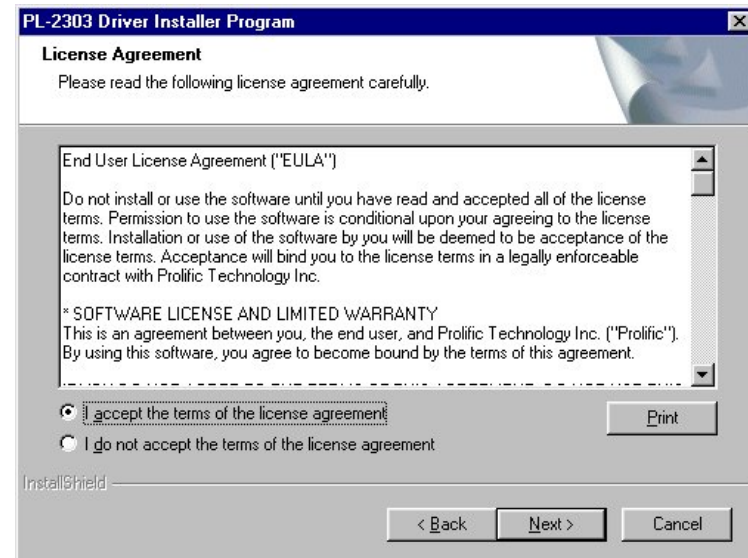 PL-2303 Driver Installer Program
License Agreement
Please read the following license agreement carefully.
End User License Agreement ("EULA")
Do not install or use the software until you have read and accepted all of the license
terms. Permission to use the software is conditional upon your agreeing to the license
terms. Installation or use of the software by you will be deemed to be acceptance of the
license terms. Acceptance will bind you to the license terms in a legally enforceable
contract with Prolific Technology Inc.
* SOFTWARE LICENSE AND LIMITED WARRANTY
This is an agreement between you, the end user, and Prolific Technology Inc. ("Prolific").
By using this software, you agree to become bound by the terms of this agreement.
I accept the terms of the license agreement
Print
I do not accept the terms of the license agreement
InstallShield
< Back
Next >
Cancel